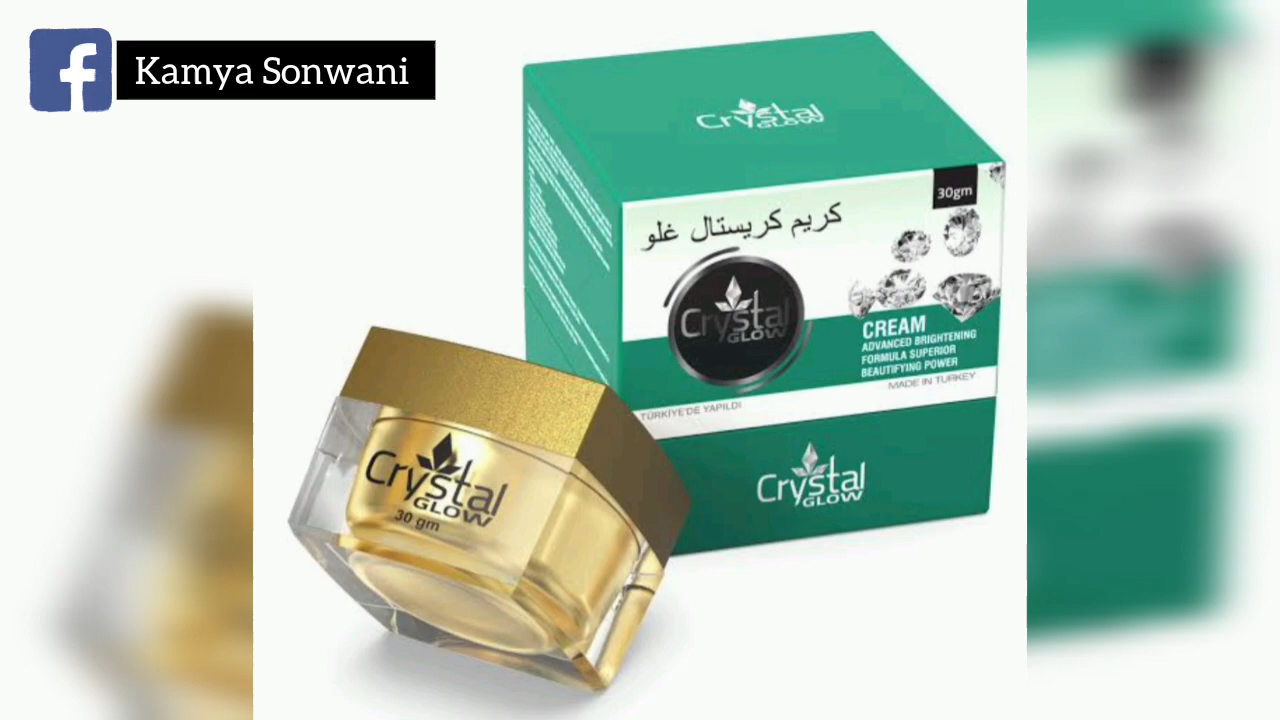 Kamya Sonwani
Crystal
GLOW
30gm
كريم كريستال غلو
Crystal
GLOW
CREAM
ADVANCED BRIGHTENING
FORMULA SUPERIOR
BEAUTIFYING POWER
MADE IN TURKEY
TÜRKİYE'DE YAPILDI
Crystal
GLOW
Crystal
GLOW
30 gm